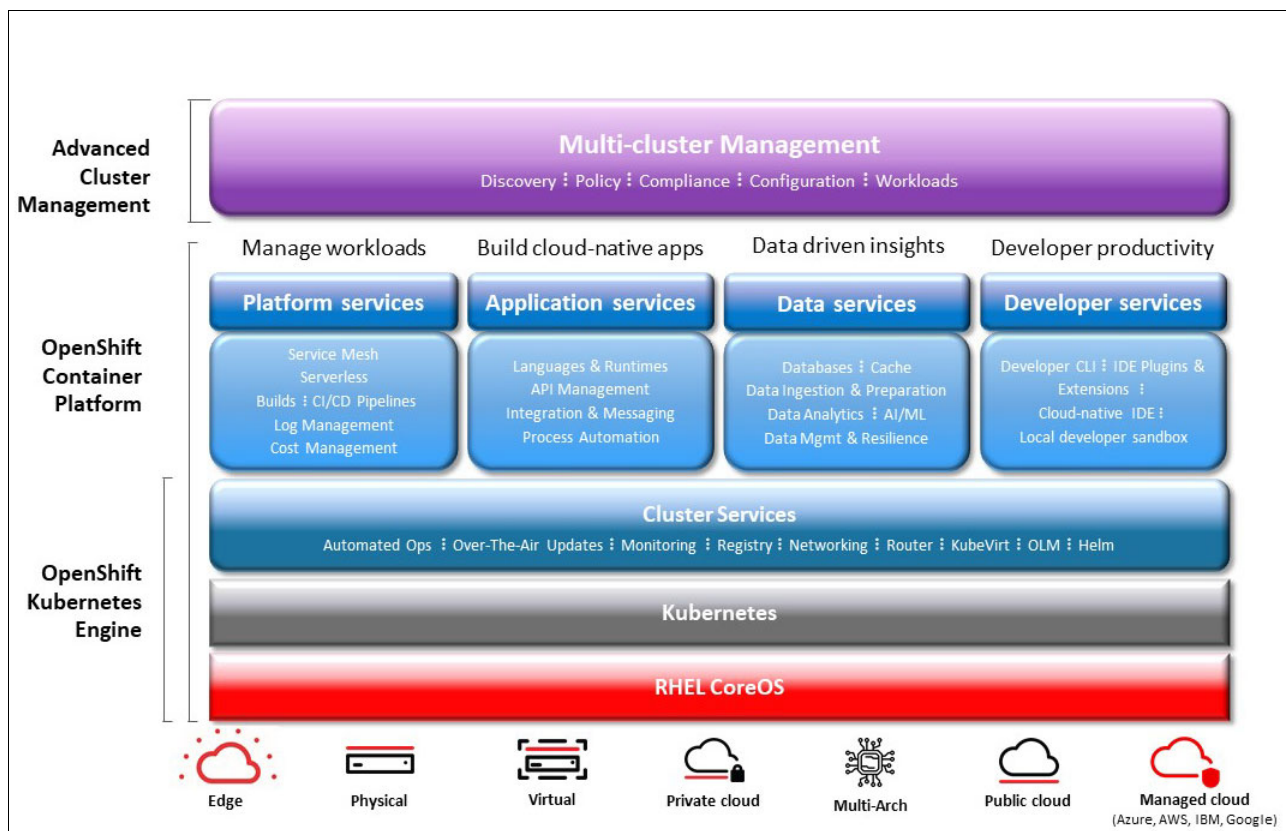 Advanced
Cluster
Management
Multi-cluster Management
Discovery ⁝ Policy ⁝ Compliance ⁝ Configuration ⁝ Workloads
OpenShift
Container
Platform
Manage workloads
Platform services
Service Mesh
Serverless
Builds ⁝ CI/CD Pipelines
Log Management
Cost Management
Build cloud-native apps
Application services
Languages & Runtimes
API Management
Integration & Messaging
Process Automation
Data driven insights
Data services
Databases ⁝ Cache
Data Ingestion & Preparation
Data Analytics ⁝ AI/ML
Data Mgmt & Resilience
Developer productivity
Developer services
Developer CLI ⁝ IDE Plugins &
Extensions ⁝
Cloud-native IDE ⁝
Local developer sandbox
OpenShift
Kubernetes
Engine
Cluster Services
Automated Ops ⁝ Over-The-Air Updates ⁝ Monitoring ⁝ Registry ⁝ Networking ⁝ Router ⁝ KubeVirt ⁝ OLM ⁝ Helm
Kubernetes
RHEL CoreOS
Edge
Physical
Virtual
Private cloud
Multi-Arch
Public cloud
Managed cloud
(Azure, AWS, IBM, Google)